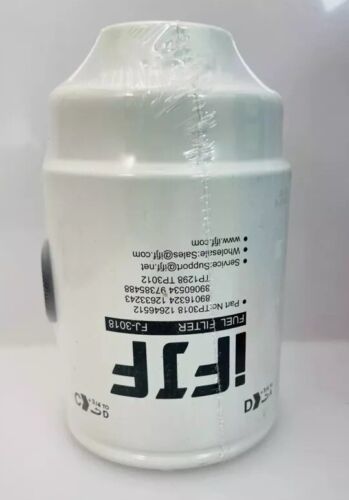 iFJF
FUEL FILTER FJ-3018
• Part No:TP3018 12646512
89016324 12633243
39060534 97385488
TP1298 TP3012
• Service:Support@ifjf.net
• Wholeslie:Sales@ifjf.com
• www.ifjf.com